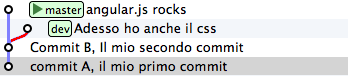 master angular.js rocks
dev Adesso ho anche il css
Commit B, Il mio secondo commit
commit A, il mio primo commit